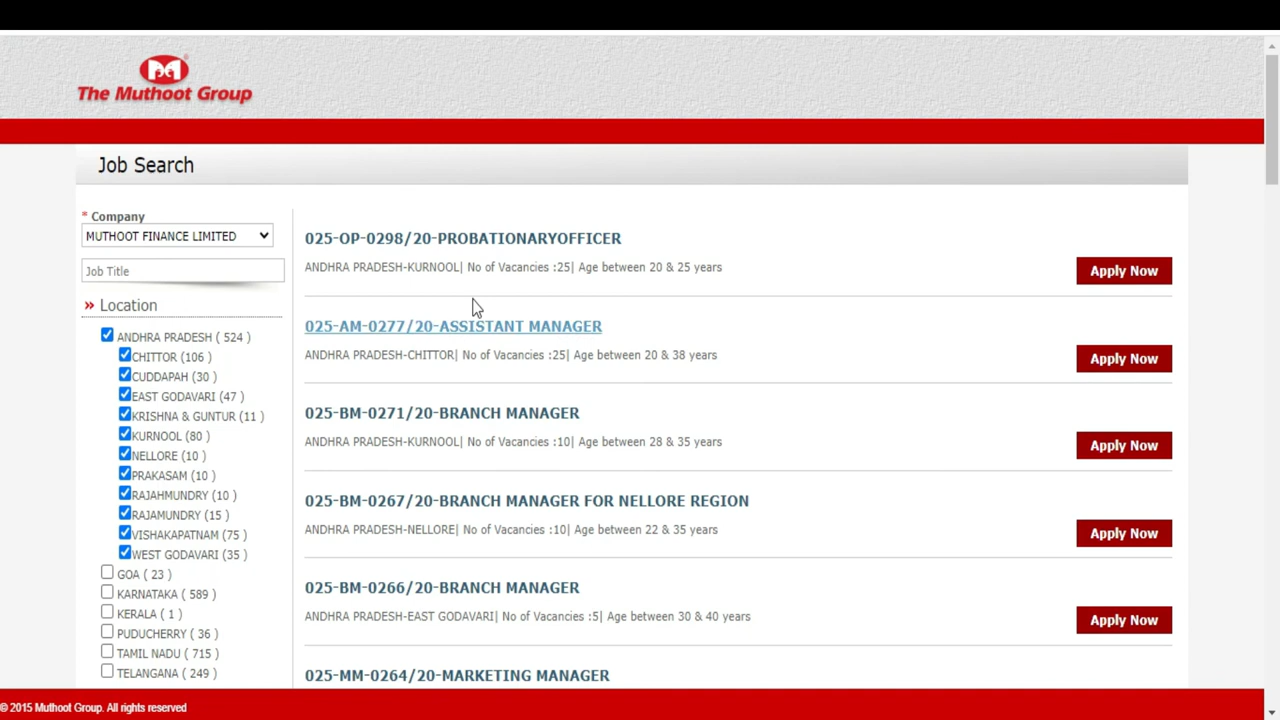 The Muthoot Group
Job Search
* Company
MUTHOOT FINANCE LIMITED
Job Title
» Location
ANDHRA PRADESH ( 524 )
CHITTOR (106 )
CUDDAPAH (30 )
EAST GODAVARI (47 )
KRISHNA & GUNTUR (11 )
KURNOOL (80 )
NELLORE (10 )
PRAKASAM (10 )
RAJAHMUNDRY (10 )
RAJAMUNDRY (15 )
VISHAKAPATNAM (75 )
WEST GODAVARI (35 )
GOA ( 23 )
KARNATAKA ( 589 )
KERALA ( 1 )
PUDUCHERRY ( 36 )
TAMIL NADU ( 715 )
TELANGANA ( 249 )
025-OP-0298/20-PROBATIONARYOFFICER
ANDHRA PRADESH-KURNOOL| No of Vacancies :25| Age between 20 & 25 years
Apply Now
025-AM-0277/20-ASSISTANT MANAGER
ANDHRA PRADESH-CHITTOR| No of Vacancies :25| Age between 20 & 38 years
Apply Now
025-BM-0271/20-BRANCH MANAGER
ANDHRA PRADESH-KURNOOL| No of Vacancies :10| Age between 28 & 35 years
Apply Now
025-BM-0267/20-BRANCH MANAGER FOR NELLORE REGION
ANDHRA PRADESH-NELLORE| No of Vacancies :10| Age between 22 & 35 years
Apply Now
025-BM-0266/20-BRANCH MANAGER
ANDHRA PRADESH-EAST GODAVARI| No of Vacancies :5| Age between 30 & 40 years
Apply Now
025-MM-0264/20-MARKETING MANAGER
© 2015 Muthoot Group. All rights reserved